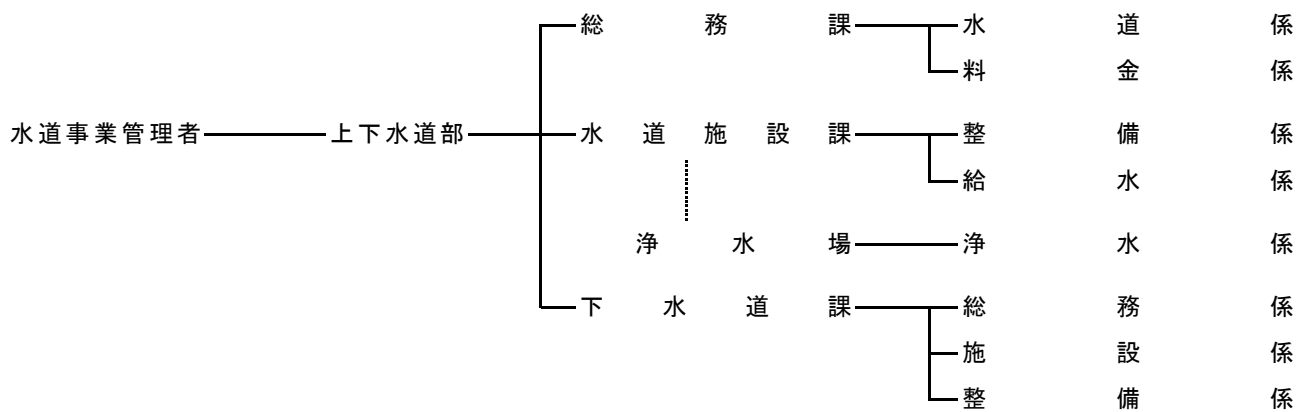 総務課 水道係
料金係
水道事業管理者 上下水道部 水道施設課 整備係
給水係
浄水場 浄水係
下水道課 総務係
施設係
整備係